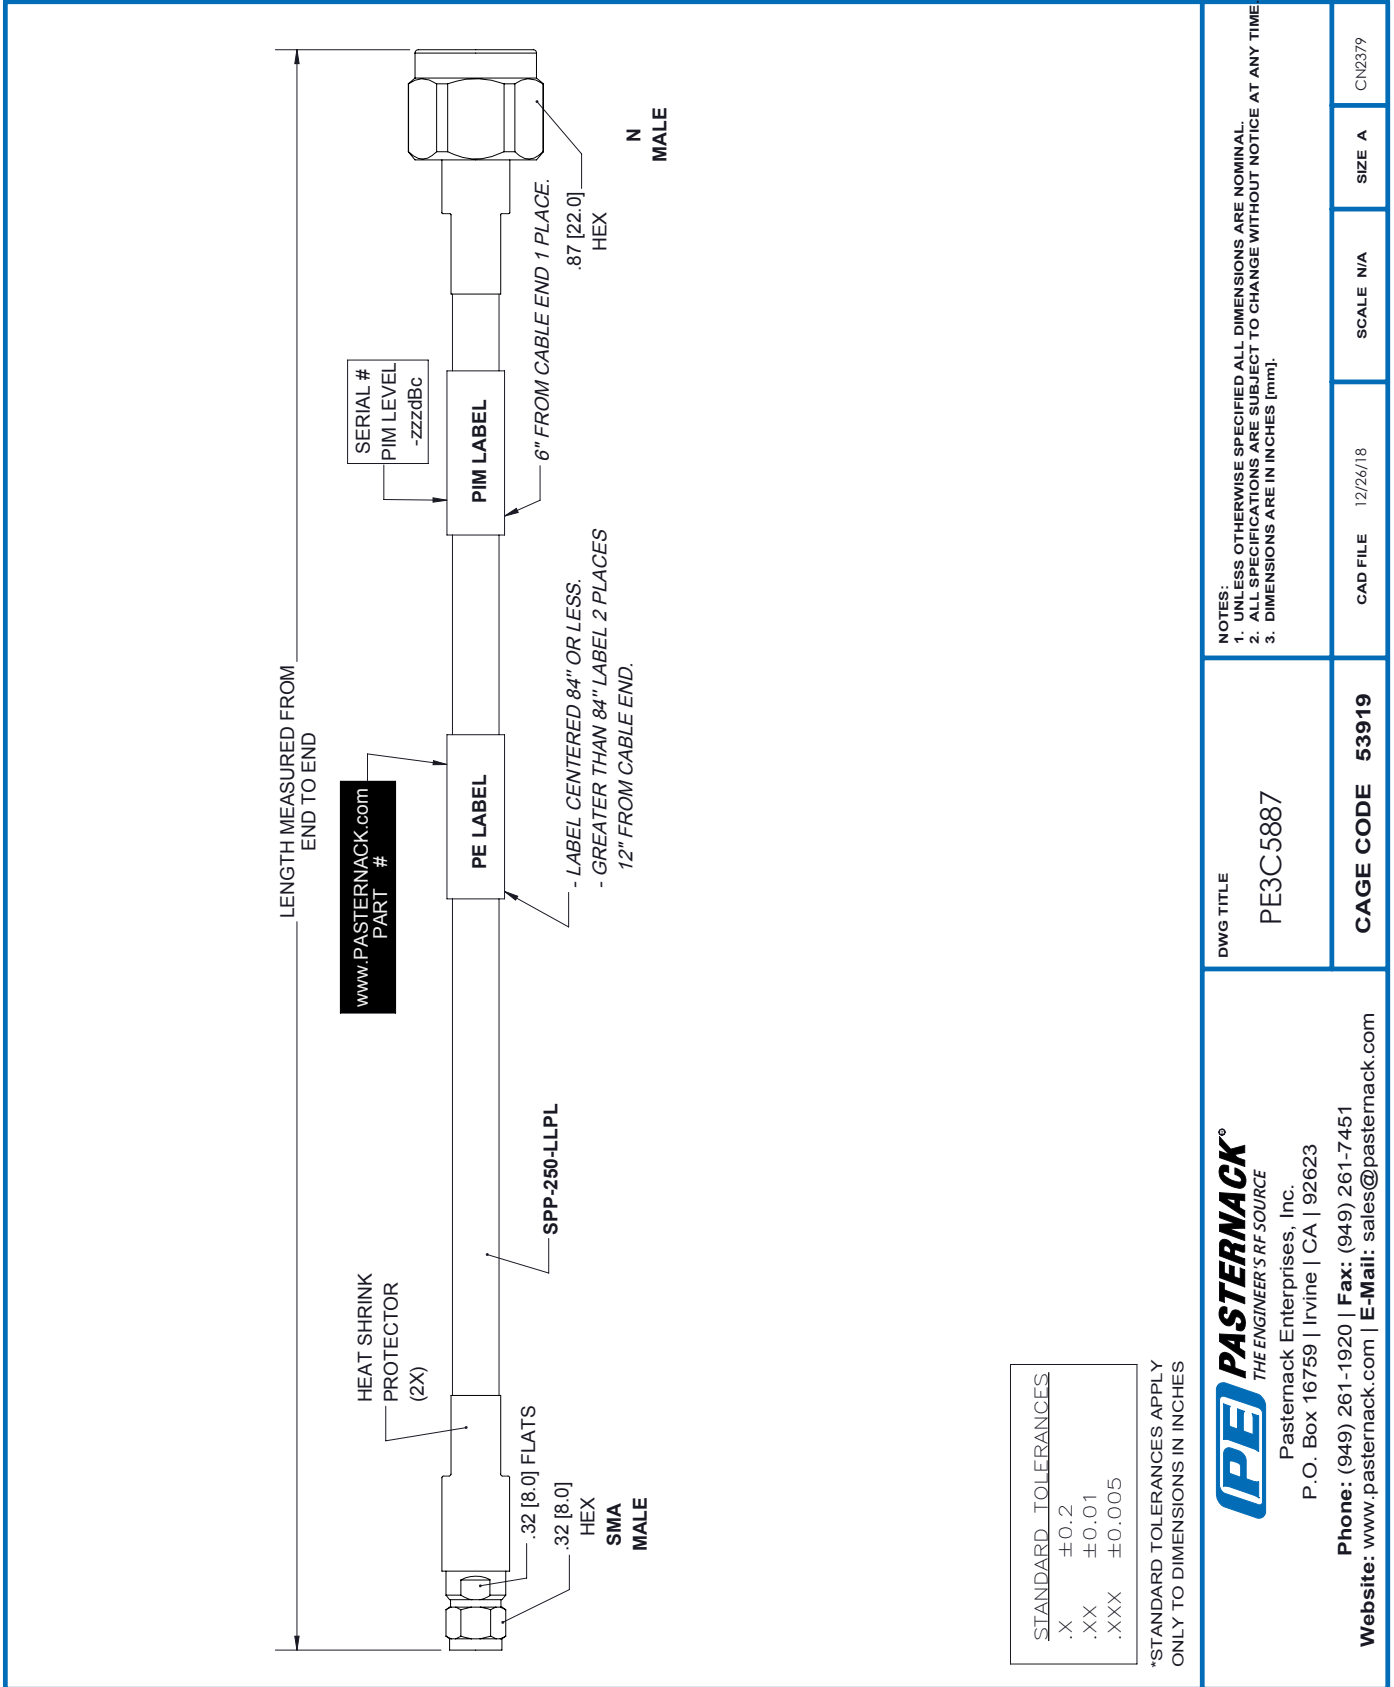 LENGTH MEASURED FROM
END TO END
www.PASTERNACK.com
PART #
SERIAL #
PIM LEVEL
-zzzdBc
HEAT SHRINK
PROTECTOR
(2X)
PE LABEL
PIM LABEL
.32 [8.0] FLATS
.32 [8.0]
HEX
SMA
MALE
SPP-250-LLPL
- LABEL CENTERED 84" OR LESS.
- GREATER THAN 84" LABEL 2 PLACES
12" FROM CABLE END.
6" FROM CABLE END 1 PLACE.
.87 [22.0]
HEX
N
MALE
STANDARD TOLERANCES
.X ±0.2
.XX ±0.01
.XXX ±0.005
*STANDARD TOLERANCES APPLY
ONLY TO DIMENSIONS IN INCHES
PE PASTERNACK®
THE ENGINEER'S RF SOURCE
Pasternack Enterprises, Inc.
P.O. Box 16759 | Irvine | CA | 92623
Phone: (949) 261-1920 | Fax: (949) 261-7451
Website: www.pasternack.com | E-Mail: sales@pasternack.com
DWG TITLE
PE3C5887
CAGE CODE 53919
NOTES:
1. UNLESS OTHERWISE SPECIFIED ALL DIMENSIONS ARE NOMINAL.
2. ALL SPECIFICATIONS ARE SUBJECT TO CHANGE WITHOUT NOTICE AT ANY TIME.
3. DIMENSIONS ARE IN INCHES [mm].
CAD FILE 12/26/18
SCALE N/A
SIZE A
CN2379